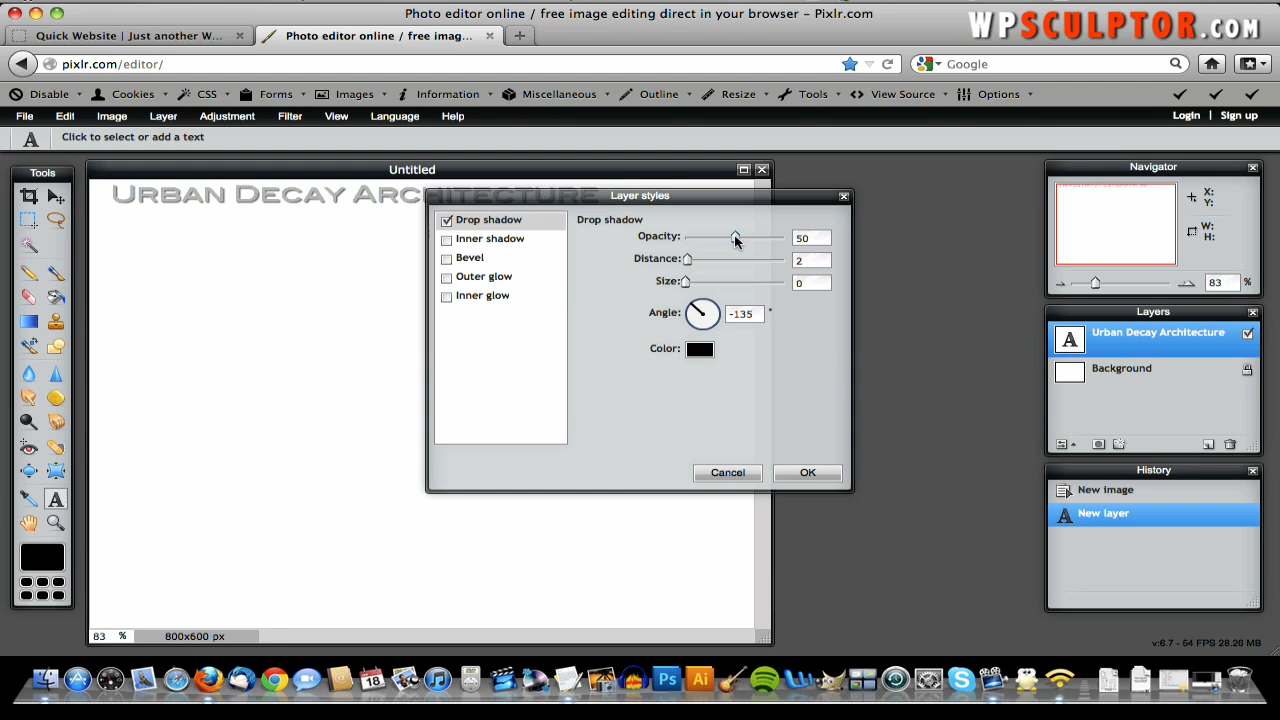 Photo editor online / free image editing direct in your browser - Pixlr.com
WPSCULPTOR.COM
Quick Website | Just another W...
Photo editor online / free imag...
pixlr.com/editor/
Google
Disable Cookies CSS Forms Images Information Miscellaneous Outline Resize Tools View Source Options
File Edit Image Layer Adjustment Filter View Language Help
Login | Sign up
A Click to select or add a text
Tools
Untitled
Urban Decay Architecture
Layer styles
Drop shadow
Inner shadow
Bevel
Outer glow
Inner glow
Drop shadow
Opacity: 50
Distance: 2
Size: 0
Angle: -135 °
Color:
Cancel OK
83 % 800x600 px
Navigator
X:
Y:
W:
H:
83 %
Layers
A Urban Decay Architecture
Background
History
New image
A New layer
v:6.7 - 54 FPS 28.26 MB
18
Ps
Ai